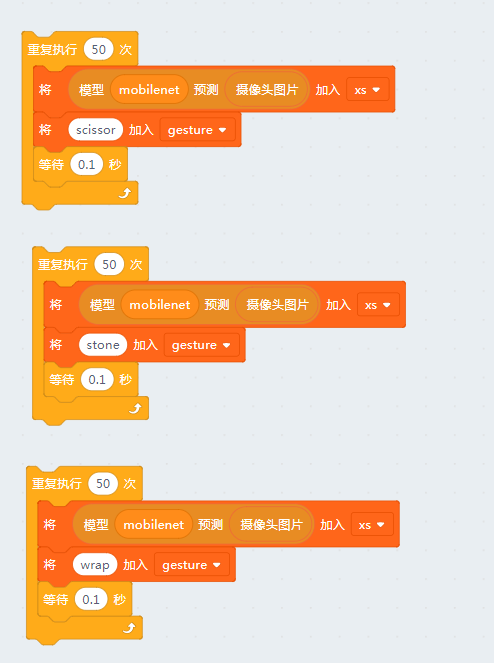 重复执行 50 次
将 模型 mobilenet 预测 摄像头图片 加入 xs
将 scissor 加入 gesture
等待 0.1 秒
重复执行 50 次
将 模型 mobilenet 预测 摄像头图片 加入 xs
将 stone 加入 gesture
等待 0.1 秒
重复执行 50 次
将 模型 mobilenet 预测 摄像头图片 加入 xs
将 wrap 加入 gesture
等待 0.1 秒